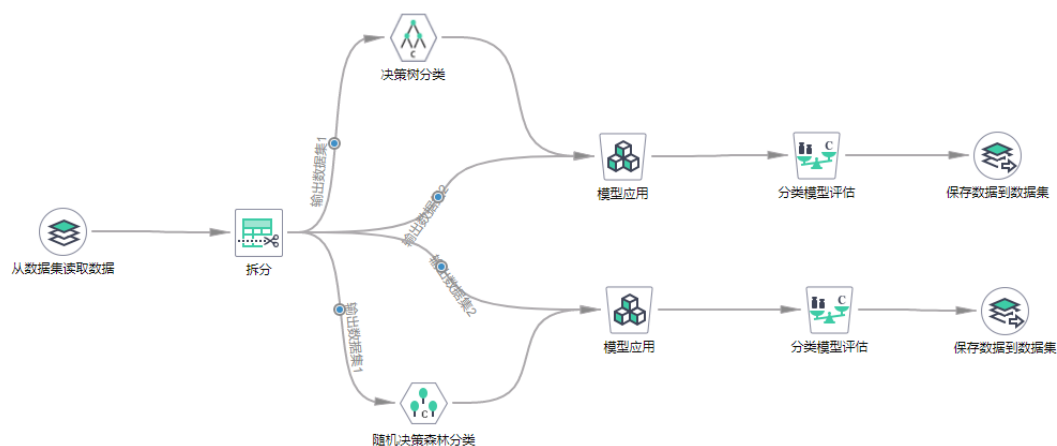 C
决策树分类
输出数据集1
模型应用
C
分类模型评估
保存数据到数据集
输出数据集2
从数据集读取数据
拆分
输出数据集2
输出数据集1
模型应用
C
分类模型评估
保存数据到数据集
C
随机决策森林分类